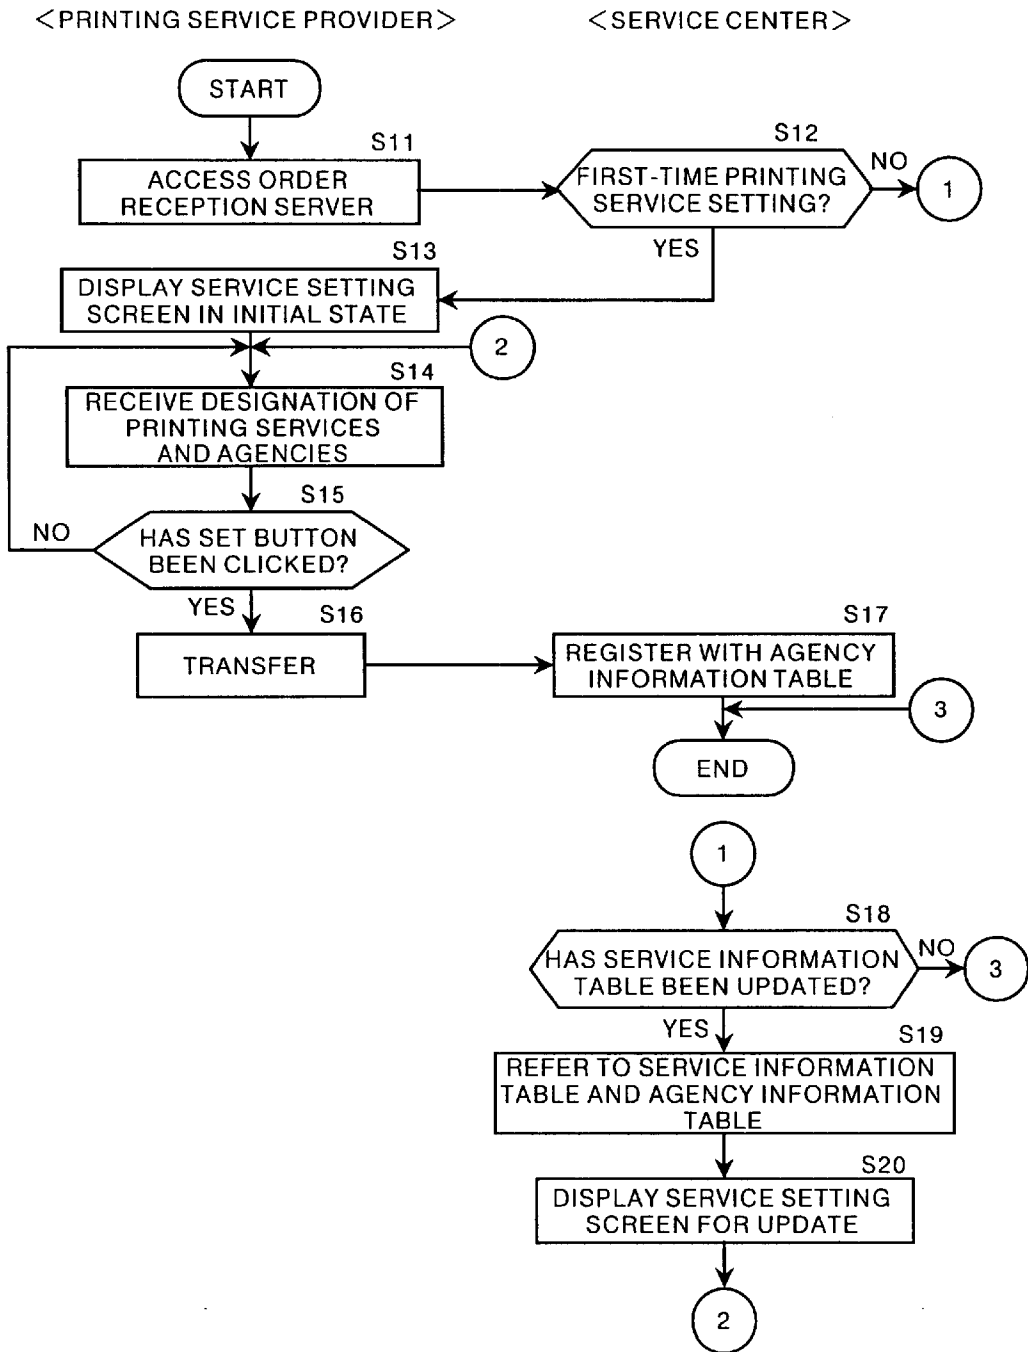 <PRINTING SERVICE PROVIDER>
<SERVICE CENTER>
START
S11
ACCESS ORDER
RECEPTION SERVER
S12
FIRST-TIME PRINTING
SERVICE SETTING?
NO
1
YES
S13
DISPLAY SERVICE SETTING
SCREEN IN INITIAL STATE
2
S14
RECEIVE DESIGNATION OF
PRINTING SERVICES
AND AGENCIES
S15
HAS SET BUTTON
BEEN CLICKED?
NO
YES
S16
TRANSFER
S17
REGISTER WITH AGENCY
INFORMATION TABLE
3
END
1
S18
HAS SERVICE INFORMATION
TABLE BEEN UPDATED?
NO
3
YES
S19
REFER TO SERVICE INFORMATION
TABLE AND AGENCY INFORMATION
TABLE
S20
DISPLAY SERVICE SETTING
SCREEN FOR UPDATE
2